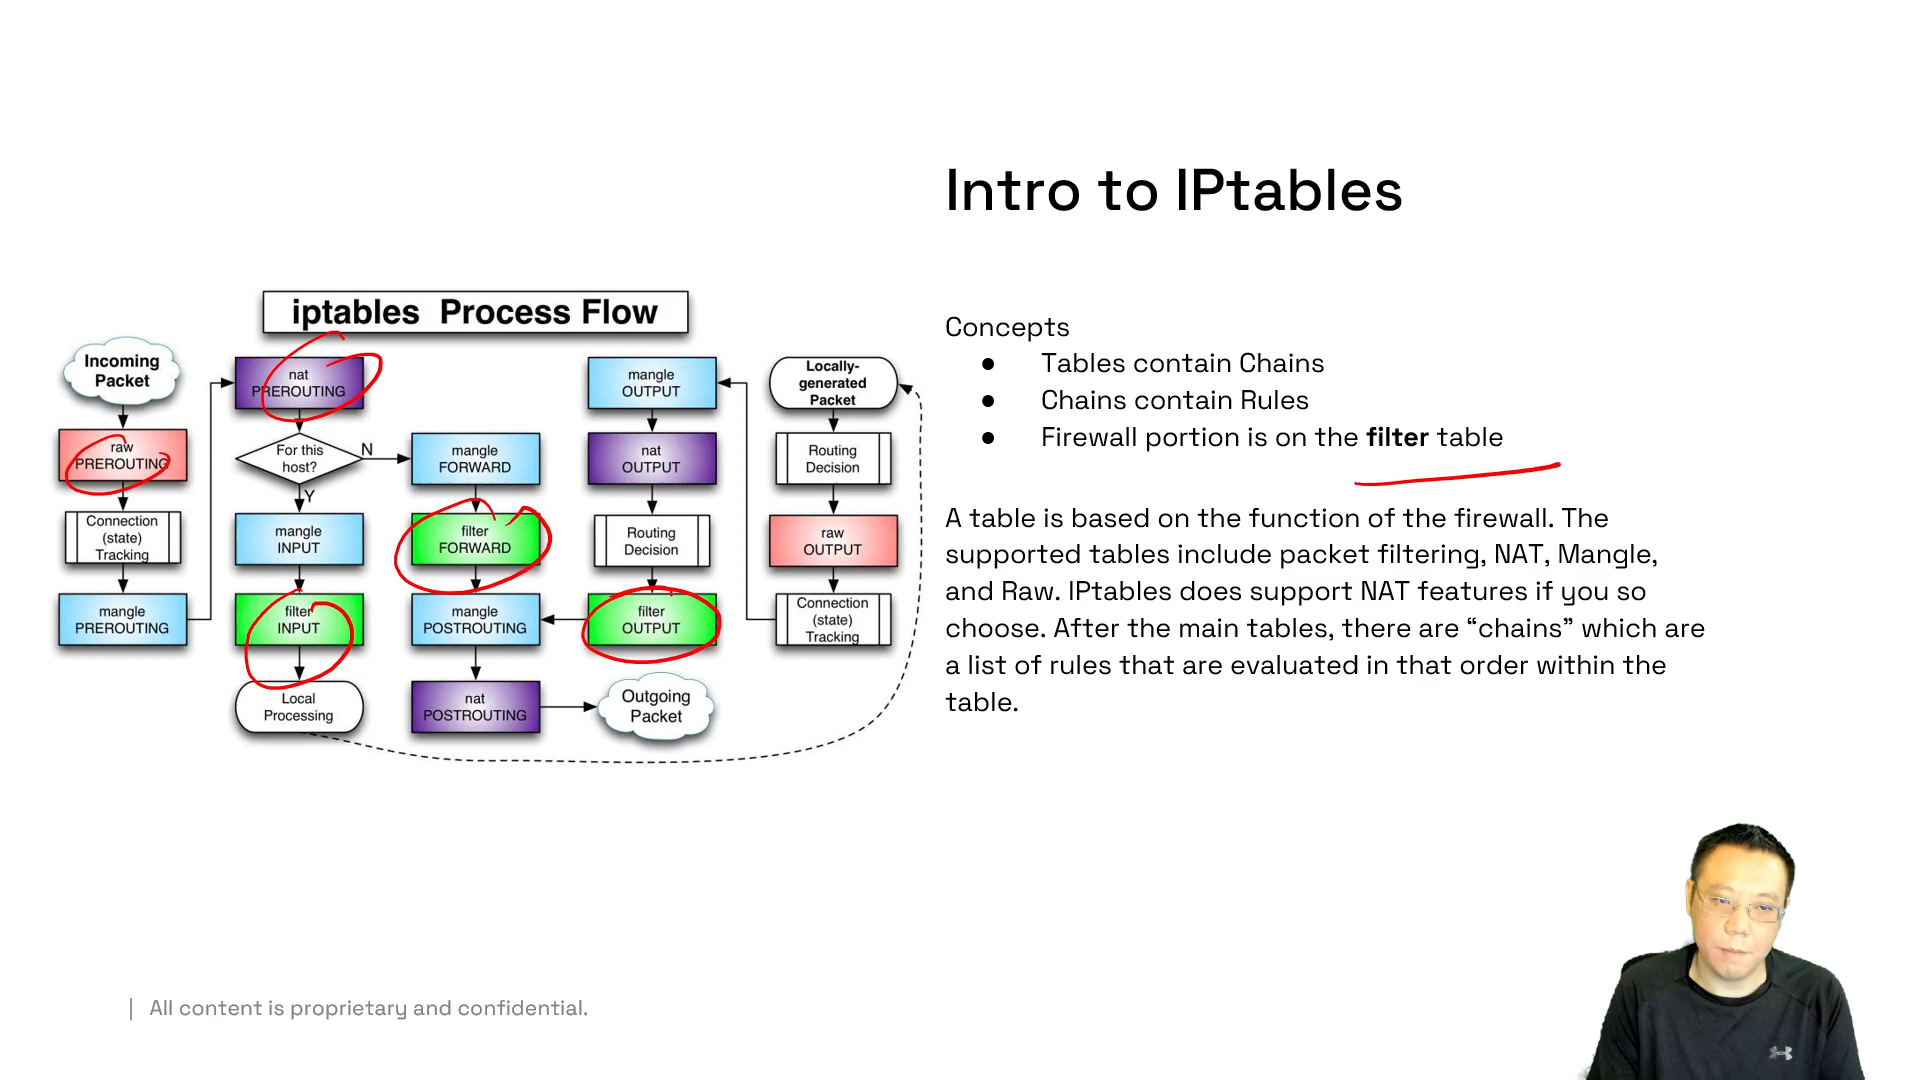 Intro to IPtables
iptables Process Flow
Incoming
Packet
raw
PREROUTING
Connection
(state)
Tracking
mangle
PREROUTING
nat
PREROUTING
For this
host?
N
Y
mangle
INPUT
filter
INPUT
Local
Processing
mangle
FORWARD
filter
FORWARD
mangle
POSTROUTING
nat
POSTROUTING
Outgoing
Packet
mangle
OUTPUT
nat
OUTPUT
Routing
Decision
filter
OUTPUT
Locally-
generated
Packet
Routing
Decision
raw
OUTPUT
Connection
(state)
Tracking
Concepts
● Tables contain Chains
● Chains contain Rules
● Firewall portion is on the filter table
A table is based on the function of the firewall. The
supported tables include packet filtering, NAT, Mangle,
and Raw. IPtables does support NAT features if you so
choose. After the main tables, there are “chains” which are
a list of rules that are evaluated in that order within the
table.
| All content is proprietary and confidential.